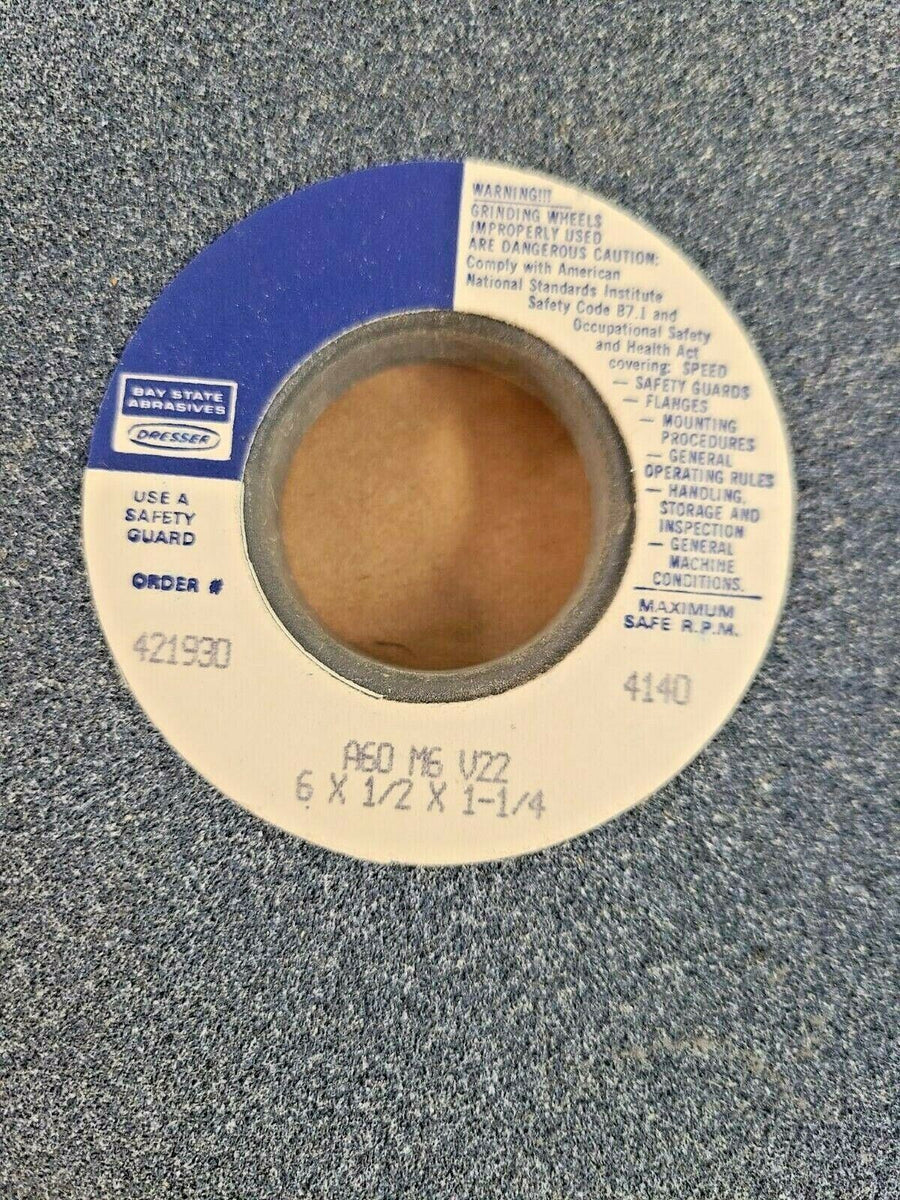 WARNING!!!
GRINDING WHEELS
IMPROPERLY USED
ARE DANGEROUS CAUTION:
Comply with American
National Standards Institute
Safety Code B7.1 and
Occupational Safety
and Health Act
covering: SPEED
— SAFETY GUARDS
— FLANGES
— MOUNTING
PROCEDURES
— GENERAL
OPERATING RULES
— HANDLING,
STORAGE AND
INSPECTION
— GENERAL
MACHINE
CONDITIONS.
MAXIMUM
SAFE R.P.M.
4140
BAY STATE
ABRASIVES
DRESSER
USE A
SAFETY
GUARD
ORDER #
421930
A60 M6 V22
6 X 1/2 X 1-1/4